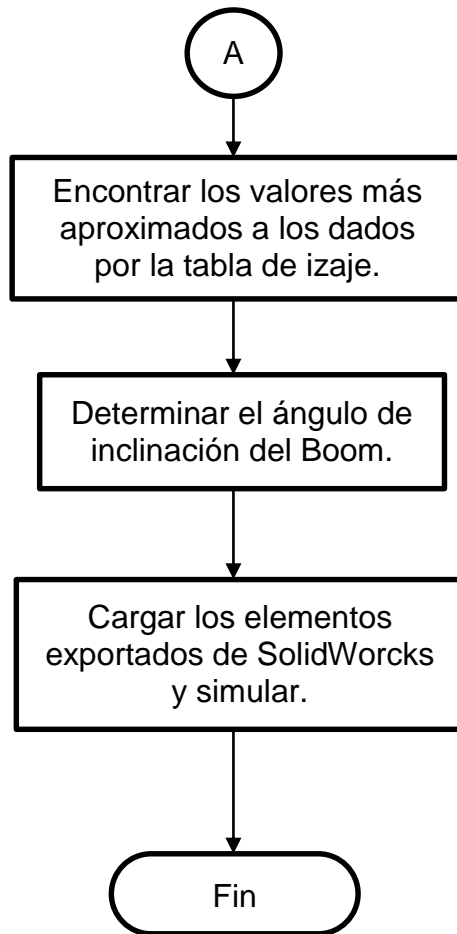 A
Encontrar los valores más
aproximados a los dados
por la tabla de izaje.
Determinar el ángulo de
inclinación del Boom.
Cargar los elementos
exportados de SolidWorcks
y simular.
Fin